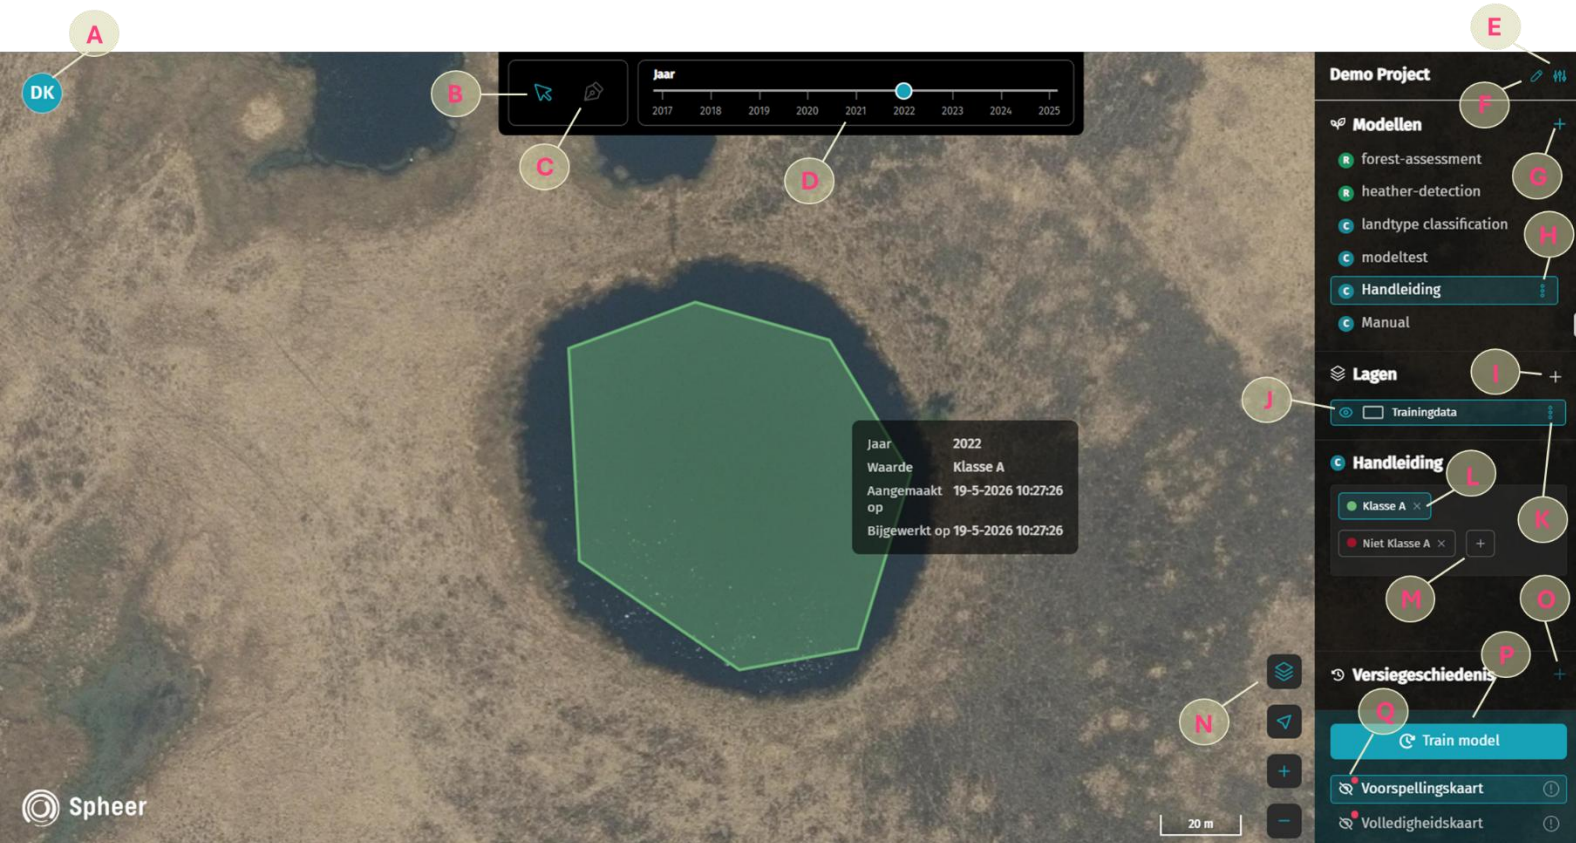 A
E
DK
B
C
Jaar
2017 2018 2019 2020 2021 2022 2023 2024 2025
D
Demo Project
F
Modellen
G
R forest-assessment
R heather-detection
C landtype classification
H
C modeltest
C Handleiding
C Manual
Lagen
I
J
Trainingdata
Jaar 2022
Waarde Klasse A
Aangemaakt op 19-5-2026 10:27:26
Bijgewerkt op 19-5-2026 10:27:26
C Handleiding
L
Klasse A ×
K
Niet Klasse A × +
M
O
P
Versiegeschiedenis
N
Q
Train model
Voorspellingskaart
Volledigheidskaart
Spheer
20 m